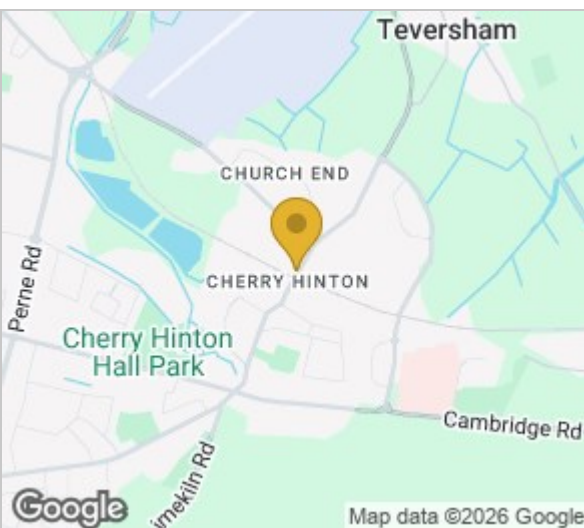 Teversham
CHURCH END
CHERRY HINTON
Perne Rd
Cherry Hinton
Hall Park
Cambridge Rd
Google
Map data ©2026 Google